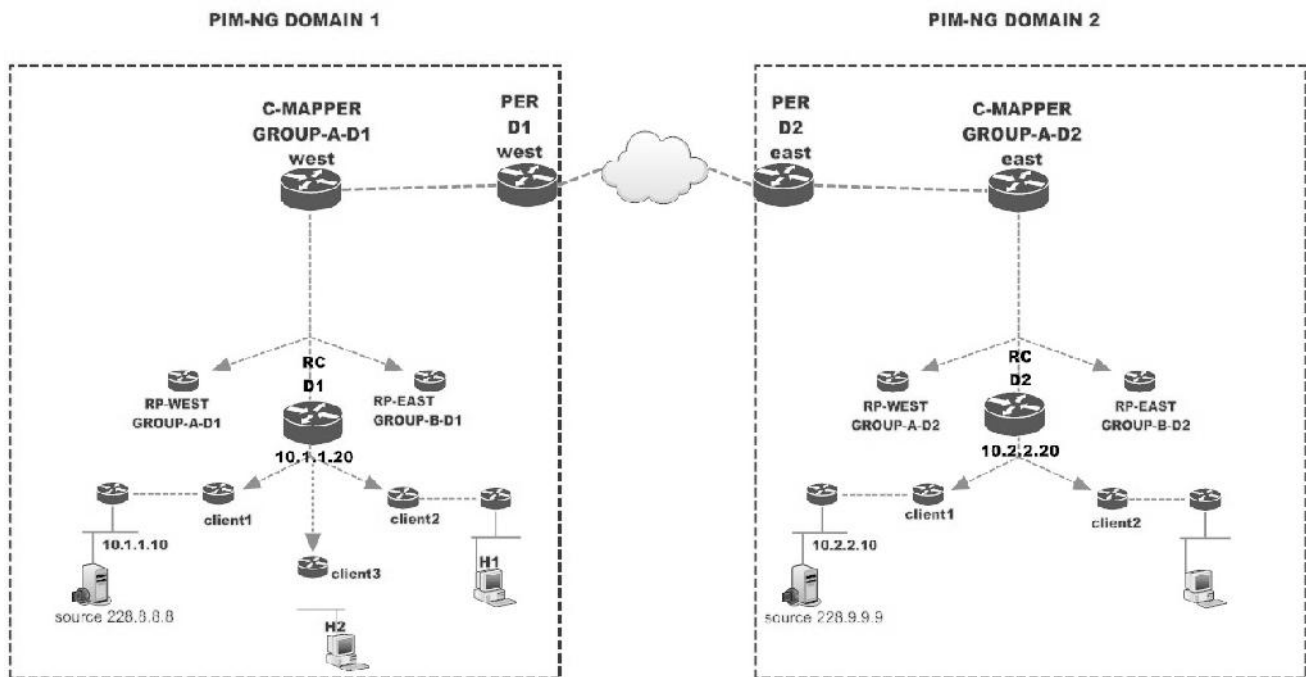 PIM-NG DOMAIN 1
PIM-NG DOMAIN 2
C-MAPPER
GROUP-A-D1
west
PER
D1
west
PER
D2
east
C-MAPPER
GROUP-A-D2
east
RP-WEST
GROUP-A-D1
RC
D1
RP-EAST
GROUP-B-D1
10.1.1.20
RP-WEST
GROUP-A-D2
RC
D2
RP-EAST
GROUP-B-D2
10.2.2.20
client1
client2
10.1.1.10
client3
H1
source 228.8.8.8
H2
client1
client2
10.2.2.10
source 228.9.9.9